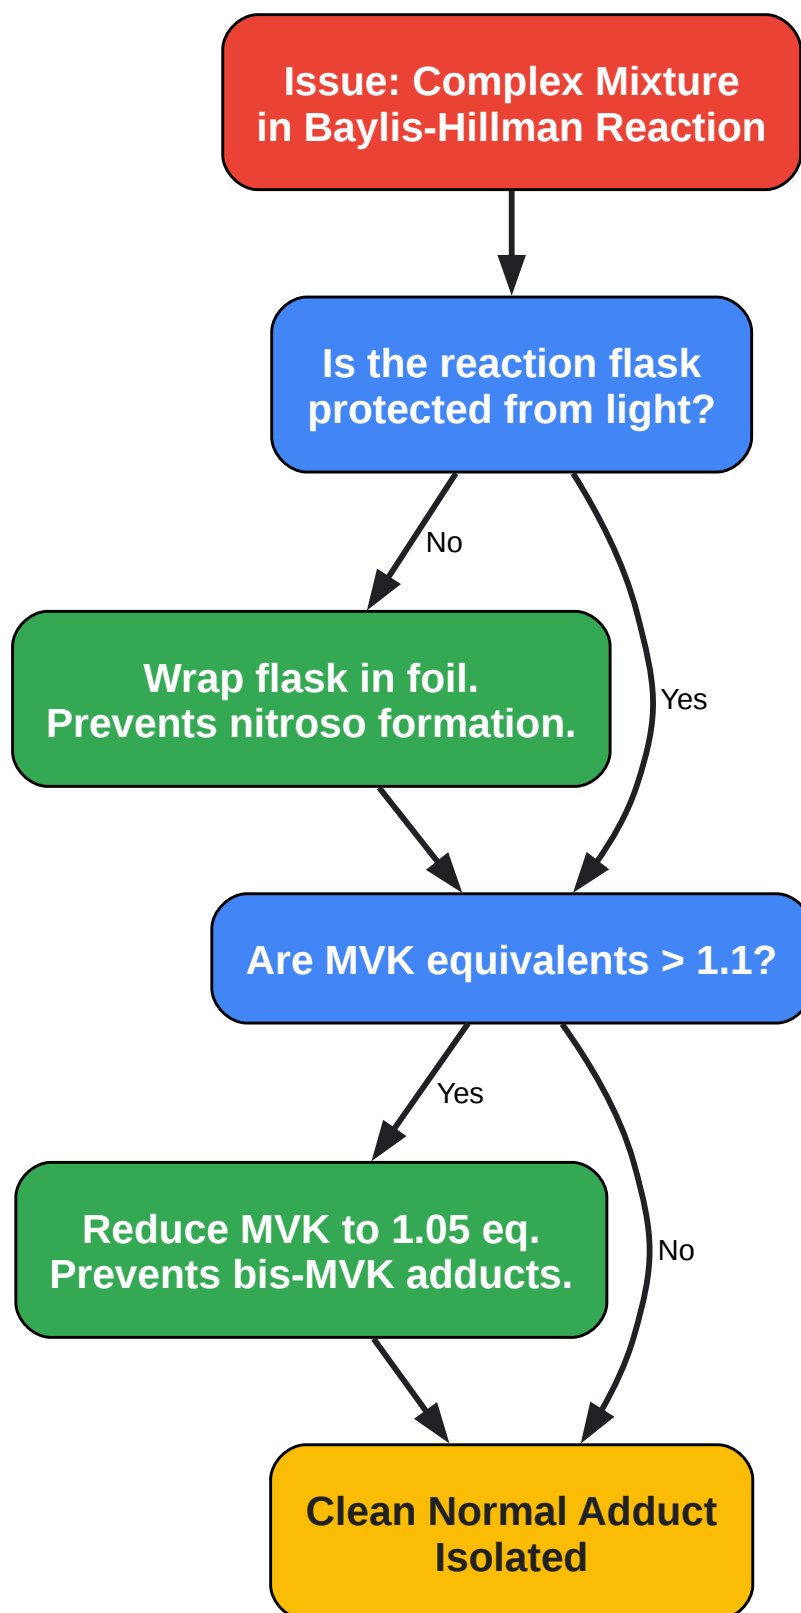 Issue: Complex Mixture
in Baylis-Hillman Reaction
Is the reaction flask
protected from light?
No
Wrap flask in foil.
Prevents nitroso formation.
Yes
Are MVK equivalents > 1.1?
Yes
Reduce MVK to 1.05 eq.
Prevents bis-MVK adducts.
No
Clean Normal Adduct
Isolated